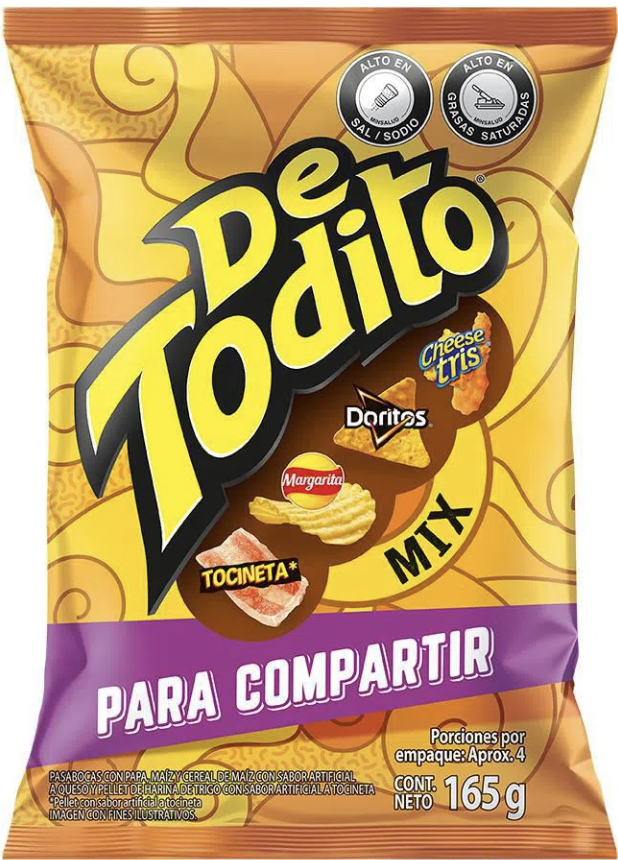 ALTO EN
MINSALUD
SAL / SODIO
ALTO EN
MINSALUD
GRASAS SATURADAS
De
Todito®
Cheese
tris
Doritos
Margarita
TOCINETA*
MIX
PARA COMPARTIR
Porciones por
empaque: Aprox. 4
CONT.
NETO 165 g
PASABOCAS CON PAPA, MAÍZ Y CEREAL DE MAÍZ CON SABOR ARTIFICIAL
A QUESO Y PELLET DE HARINA DE TRIGO CON SABOR ARTIFICIAL A TOCINETA
*Pellet con sabor artificial a tocineta
IMAGEN CON FINES ILUSTRATIVOS.